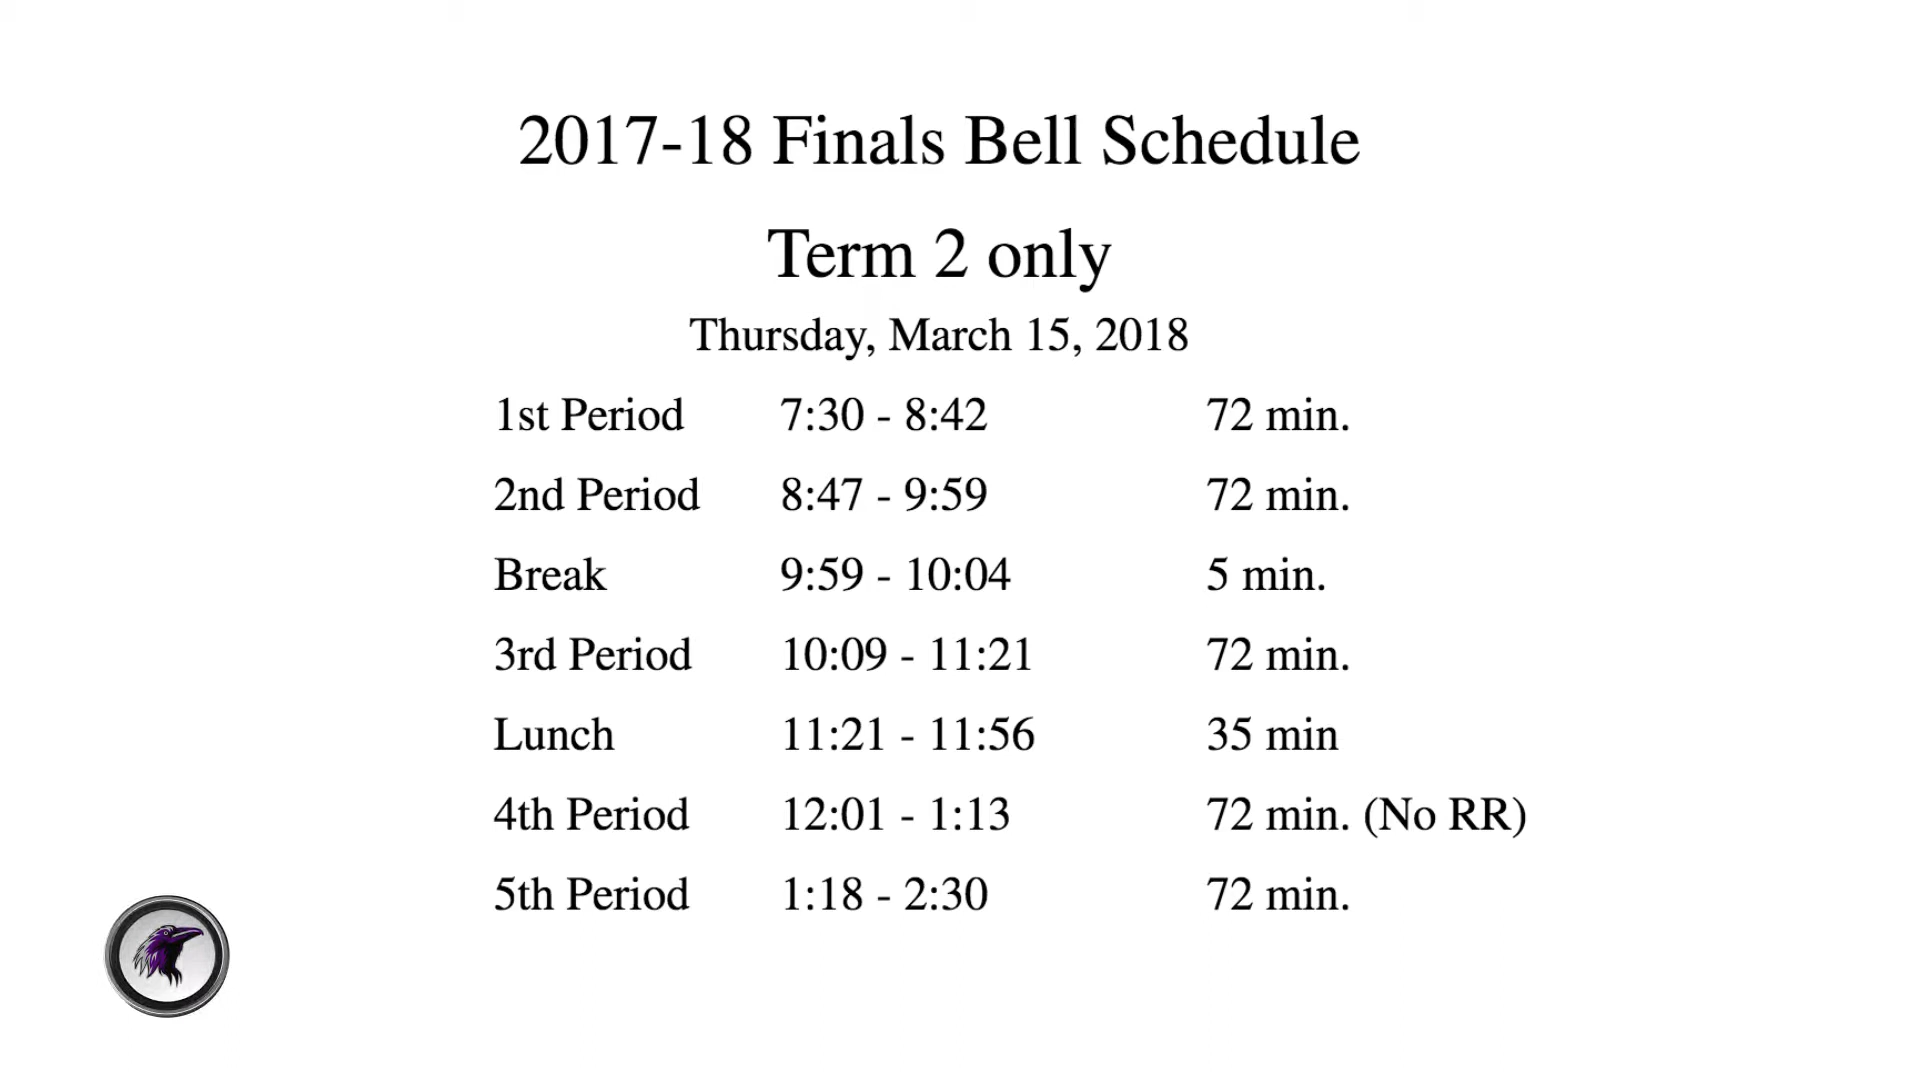 2017-18 Finals Bell Schedule
Term 2 only
Thursday, March 15, 2018
1st Period 7:30 - 8:42 72 min.
2nd Period 8:47 - 9:59 72 min.
Break 9:59 - 10:04 5 min.
3rd Period 10:09 - 11:21 72 min.
Lunch 11:21 - 11:56 35 min
4th Period 12:01 - 1:13 72 min. (No RR)
5th Period 1:18 - 2:30 72 min.